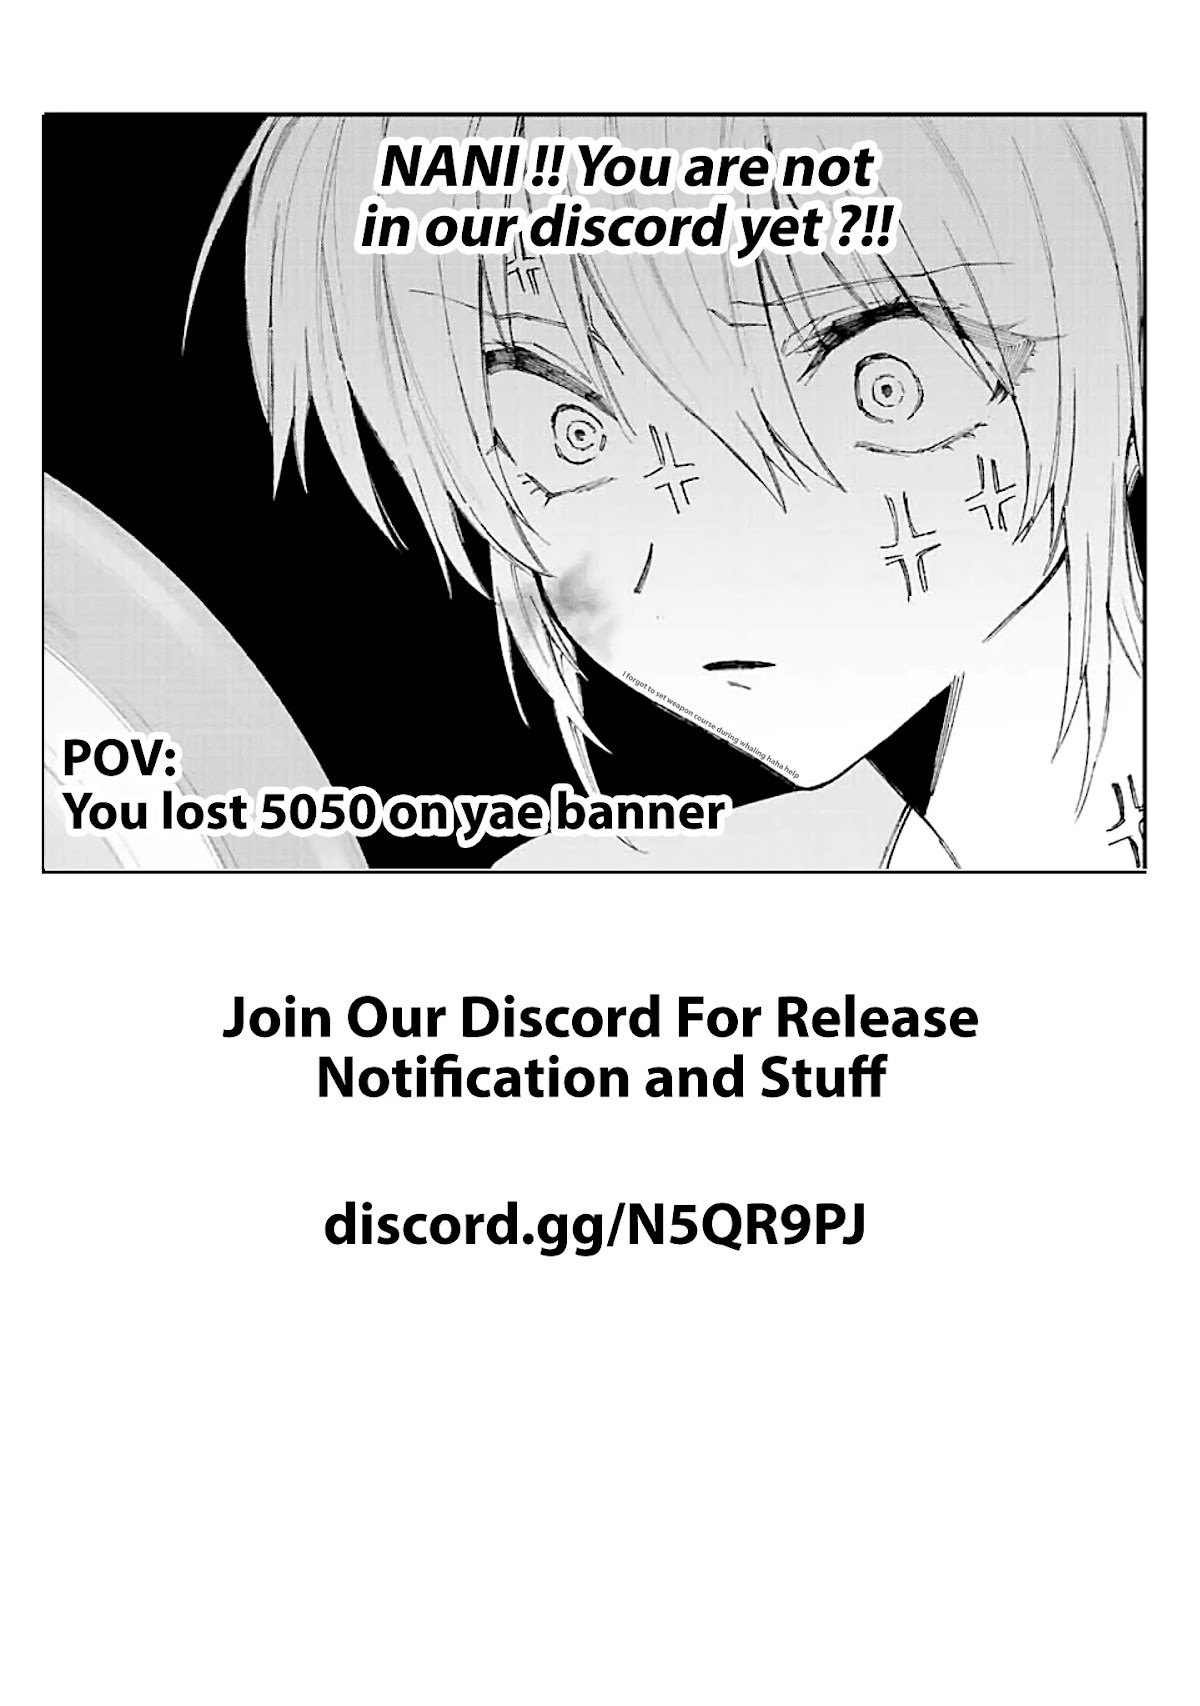 NANI !! You are not
in our discord yet ?!!
I forgot to set weapon course during whaling haha help
POV:
You lost 5050 on yae banner
Join Our Discord For Release
Notification and Stuff
discord.gg/N5QR9PJ